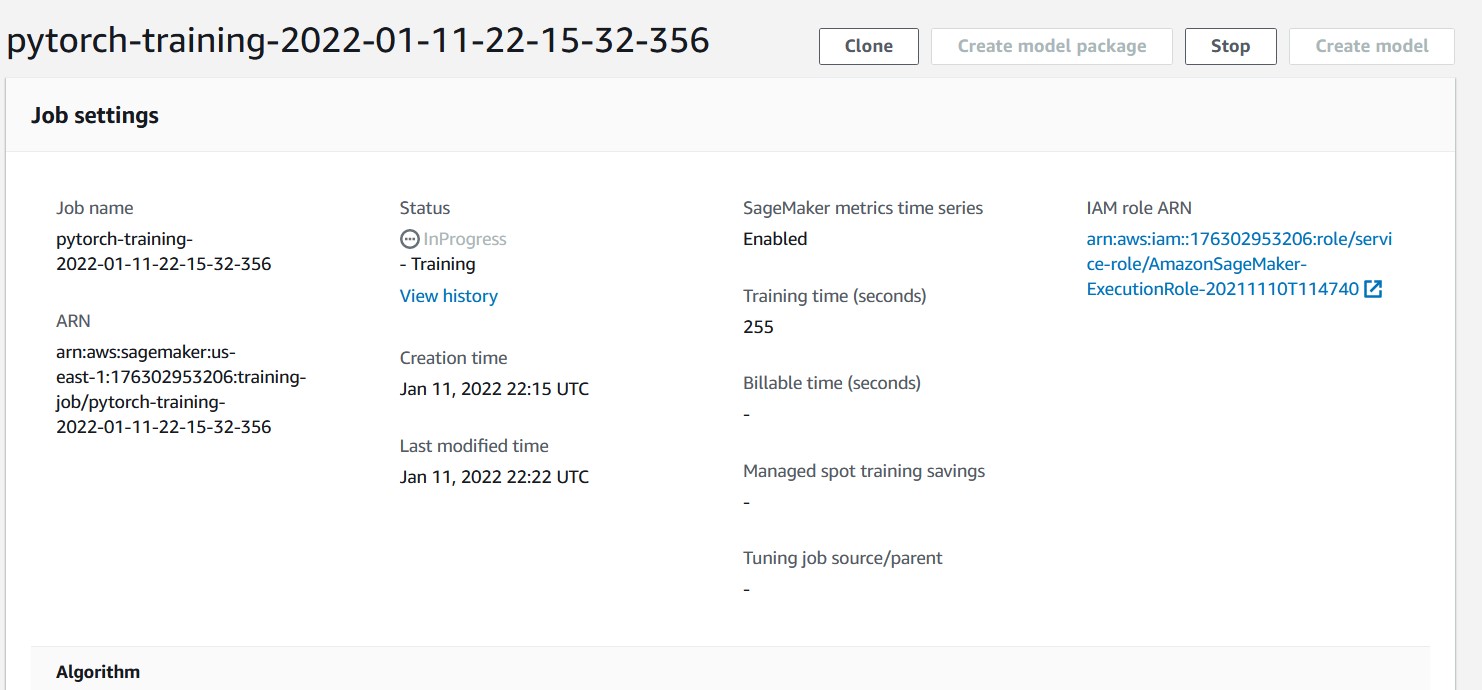 pytorch-training-2022-01-11-22-15-32-356
Clone
Create model package
Stop
Create model
Job settings
Job name
pytorch-training-
2022-01-11-22-15-32-356
ARN
arn:aws:sagemaker:us-
east-1:176302953206:training-
job/pytorch-training-
2022-01-11-22-15-32-356
Status
InProgress
- Training
View history
Creation time
Jan 11, 2022 22:15 UTC
Last modified time
Jan 11, 2022 22:22 UTC
SageMaker metrics time series
Enabled
Training time (seconds)
255
Billable time (seconds)
-
Managed spot training savings
-
Tuning job source/parent
-
IAM role ARN
arn:aws:iam::176302953206:role/servi
ce-role/AmazonSageMaker-
ExecutionRole-20211110T114740
Algorithm